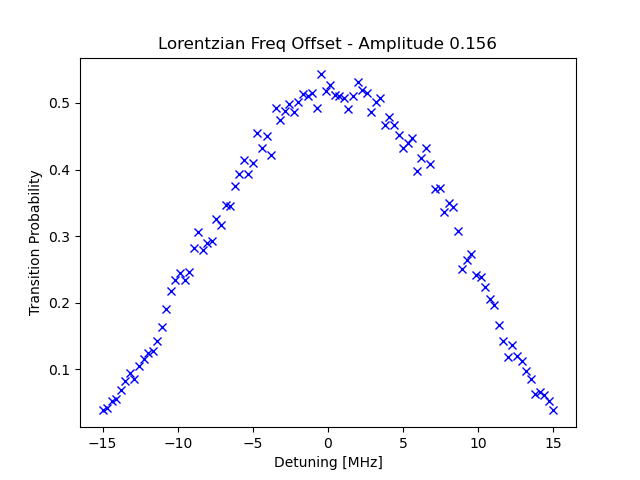 Lorentzian Freq Offset - Amplitude 0.156
Transition Probability
0.5
0.4
0.3
0.2
0.1
−15 −10 −5 0 5 10 15
Detuning [MHz]